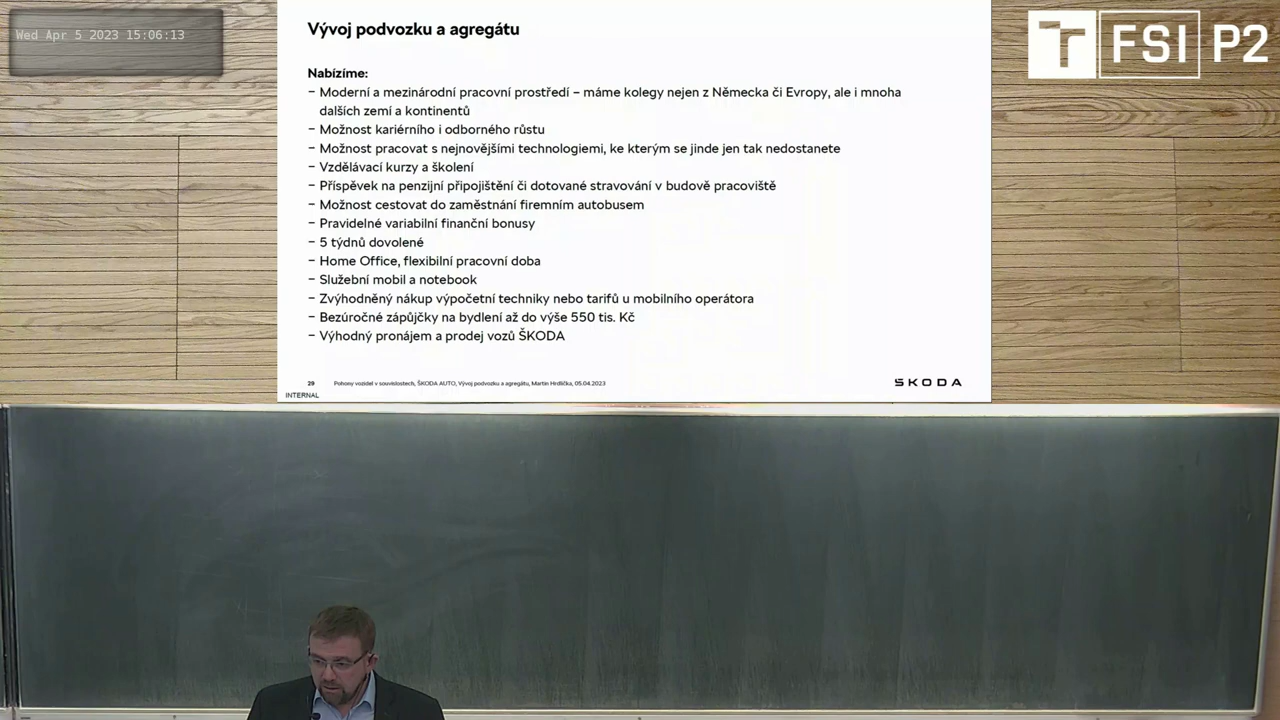 Wed Apr 5 2023 15:06:13
Vývoj podvozku a agregátu
T FSI P2
Nabízíme:
– Moderní a mezinárodní pracovní prostředí – máme kolegy nejen z Německa či Evropy, ale i mnoha
dalších zemí a kontinentů
– Možnost kariérního i odborného růstu
– Možnost pracovat s nejnovějšími technologiemi, ke kterým se jinde jen tak nedostanete
– Vzdělávací kurzy a školení
– Příspěvek na penzijní připojištění či dotované stravování v budově pracoviště
– Možnost cestovat do zaměstnání firemním autobusem
– Pravidelné variabilní finanční bonusy
– 5 týdnů dovolené
– Home Office, flexibilní pracovní doba
– Služební mobil a notebook
– Zvýhodněný nákup výpočetní techniky nebo tarifů u mobilního operátora
– Bezúročné zápůjčky na bydlení až do výše 550 tis. Kč
– Výhodný pronájem a prodej vozů ŠKODA
29 Pohony vozidel v souvislostech, ŠKODA AUTO, Vývoj podvozku a agregátu, Martin Hrdlička, 05.04.2023
ŠKODA
INTERNAL